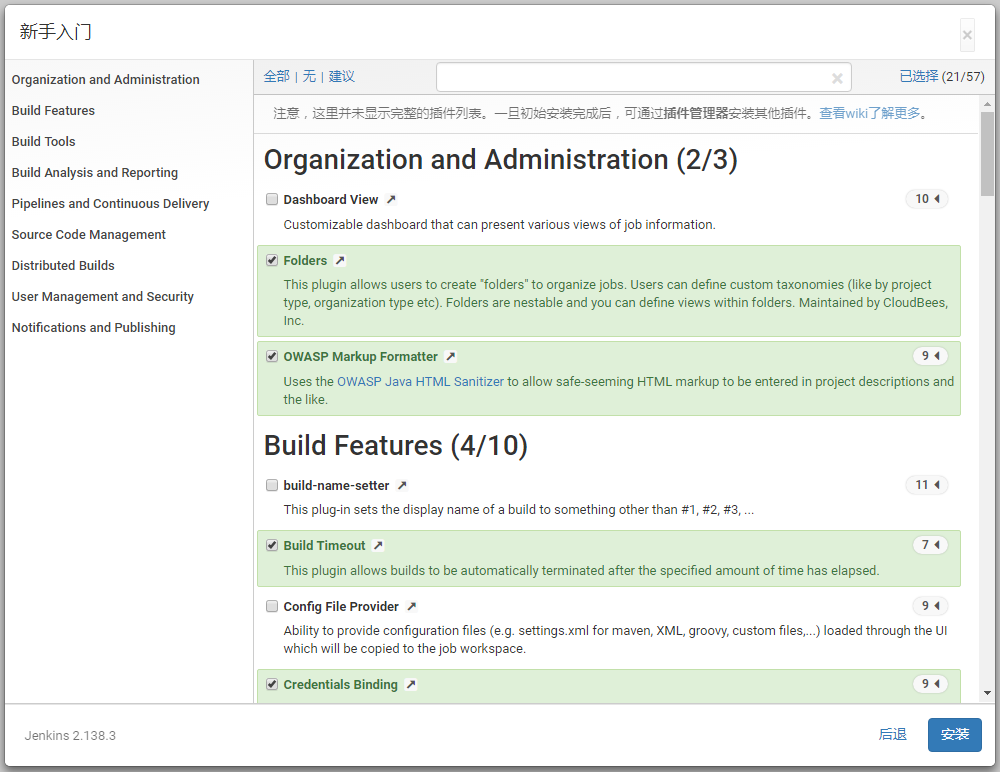 新手入门
×
Organization and Administration
Build Features
Build Tools
Build Analysis and Reporting
Pipelines and Continuous Delivery
Source Code Management
Distributed Builds
User Management and Security
Notifications and Publishing
全部 | 无 | 建议
×
已选择 (21/57)
注意，这里并未显示完整的插件列表。一旦初始安装完成后，可通过插件管理器安装其他插件。查看wiki了解更多。
Organization and Administration (2/3)
Dashboard View
10
Customizable dashboard that can present various views of job information.
Folders
This plugin allows users to create "folders" to organize jobs. Users can define custom taxonomies (like by project
type, organization type etc). Folders are nestable and you can define views within folders. Maintained by CloudBees,
Inc.
OWASP Markup Formatter
9
Uses the OWASP Java HTML Sanitizer to allow safe-seeming HTML markup to be entered in project descriptions and
the like.
Build Features (4/10)
build-name-setter
11
This plug-in sets the display name of a build to something other than #1, #2, #3, ...
Build Timeout
7
This plugin allows builds to be automatically terminated after the specified amount of time has elapsed.
Config File Provider
9
Ability to provide configuration files (e.g. settings.xml for maven, XML, groovy, custom files,...) loaded through the UI
which will be copied to the job workspace.
Credentials Binding
9
Jenkins 2.138.3
后退
安装